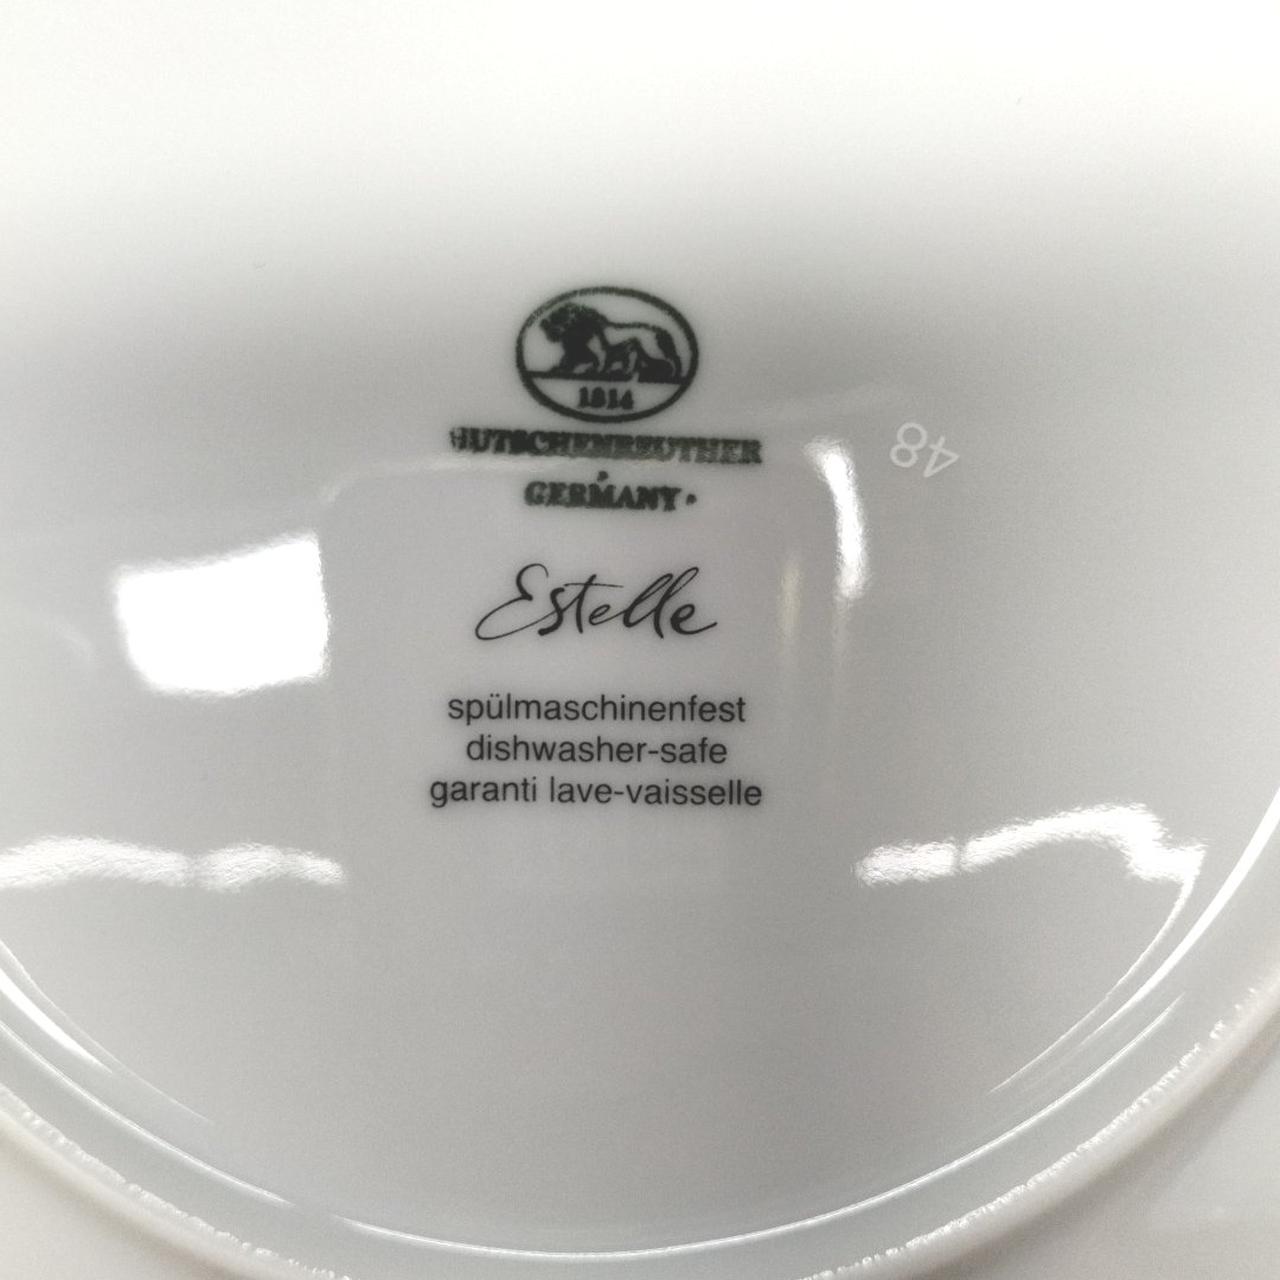 1814
HUTSCHENREUTHER
GERMANY
48
Estelle
spülmaschinenfest
dishwasher-safe
garanti lave-vaisselle